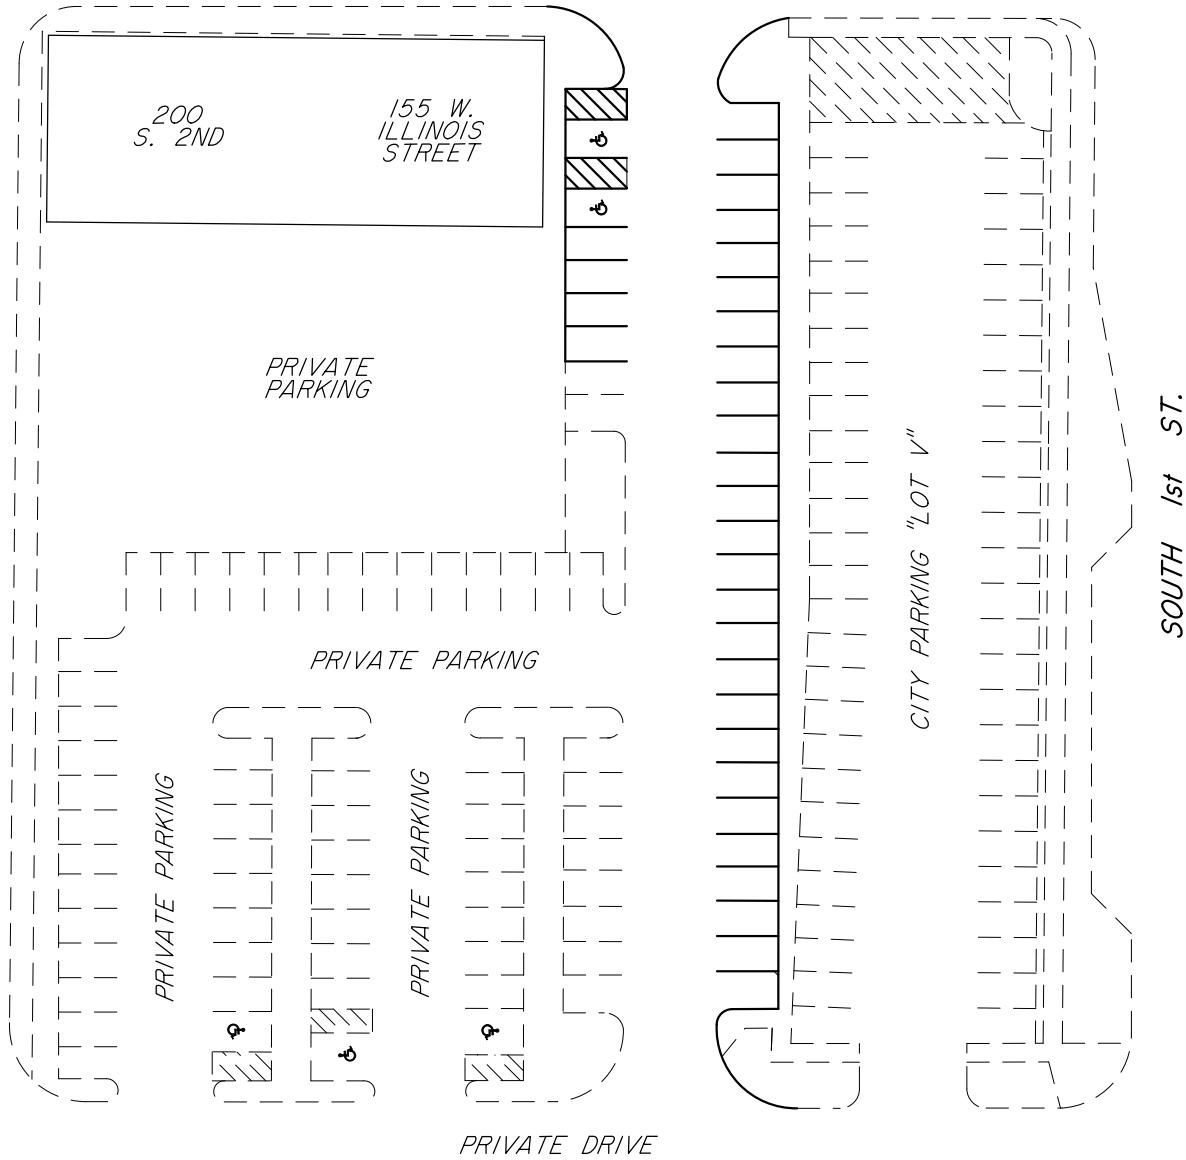 200
S. 2ND
155 W.
ILLINOIS
STREET
PRIVATE
PARKING
PRIVATE PARKING
PRIVATE PARKING
PRIVATE PARKING
CITY PARKING "LOT V"
SOUTH 1st ST.
PRIVATE DRIVE